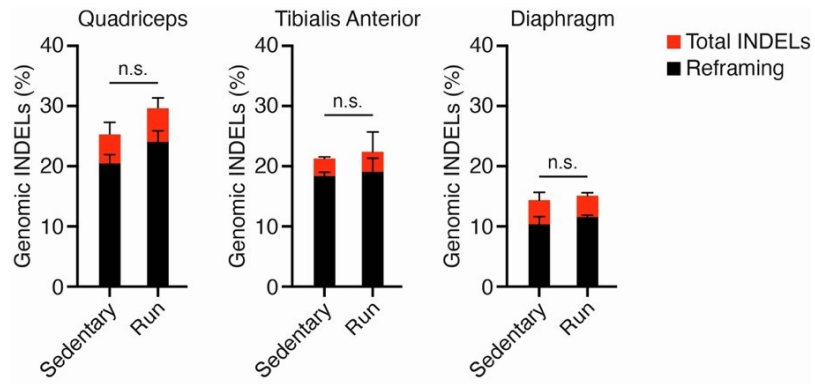 Quadriceps
Genomic INDELs (%)
40
30
20
10
0
n.s.
Sedentary
Run
Tibialis Anterior
Genomic INDELs (%)
40
30
20
10
0
n.s.
Sedentary
Run
Diaphragm
Genomic INDELs (%)
40
30
20
10
0
n.s.
Sedentary
Run
Total INDELs
Reframing